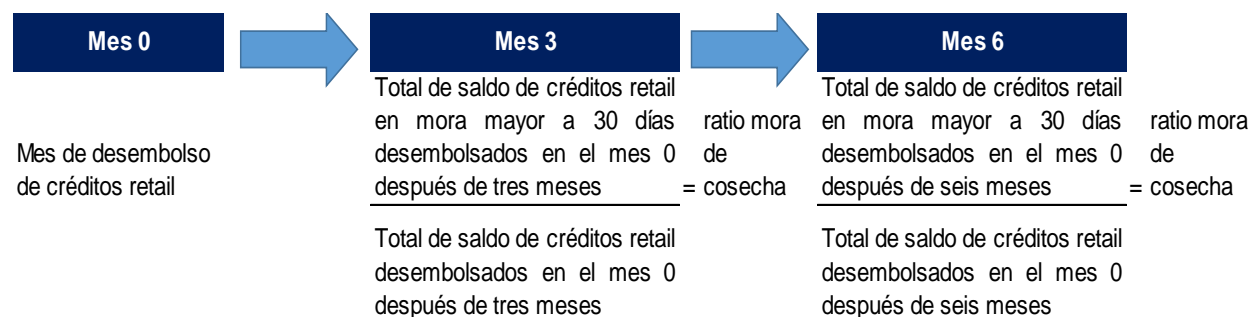 Mes 0
Mes de desembolso
de créditos retail
Mes 3
Total de saldo de créditos retail
en mora mayor a 30 días
desembolsados en el mes 0
después de tres meses
=
ratio mora
de
cosecha
Total de saldo de créditos retail
desembolsados en el mes 0
después de tres meses
Mes 6
Total de saldo de créditos retail
en mora mayor a 30 días
desembolsados en el mes 0
después de seis meses
=
ratio mora
de
cosecha
Total de saldo de créditos retail
desembolsados en el mes 0
después de seis meses